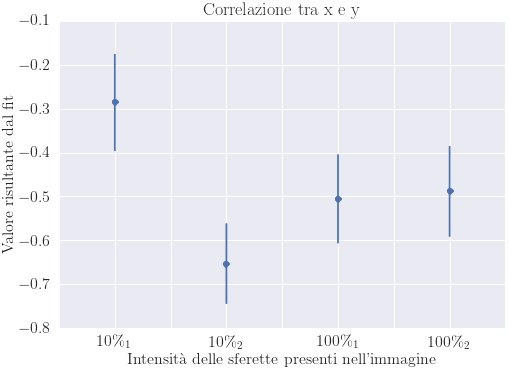 Correlazione tra x e y
Valore risultante dal fit
−0.1
−0.2
−0.3
−0.4
−0.5
−0.6
−0.7
−0.8
10%₁ 10%₂ 100%₁ 100%₂
Intensità delle sferette presenti nell'immagine